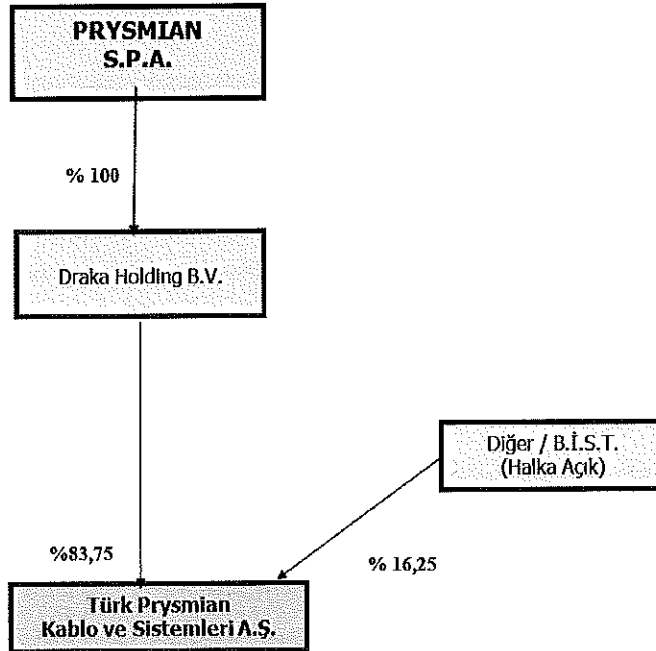 PRYSMIAN
S.P.A.
% 100
Draka Holding B.V.
Diğer / B.İ.S.T.
(Halka Açık)
%83,75
% 16,25
Türk Prysmian
Kablo ve Sistemleri A.Ş.